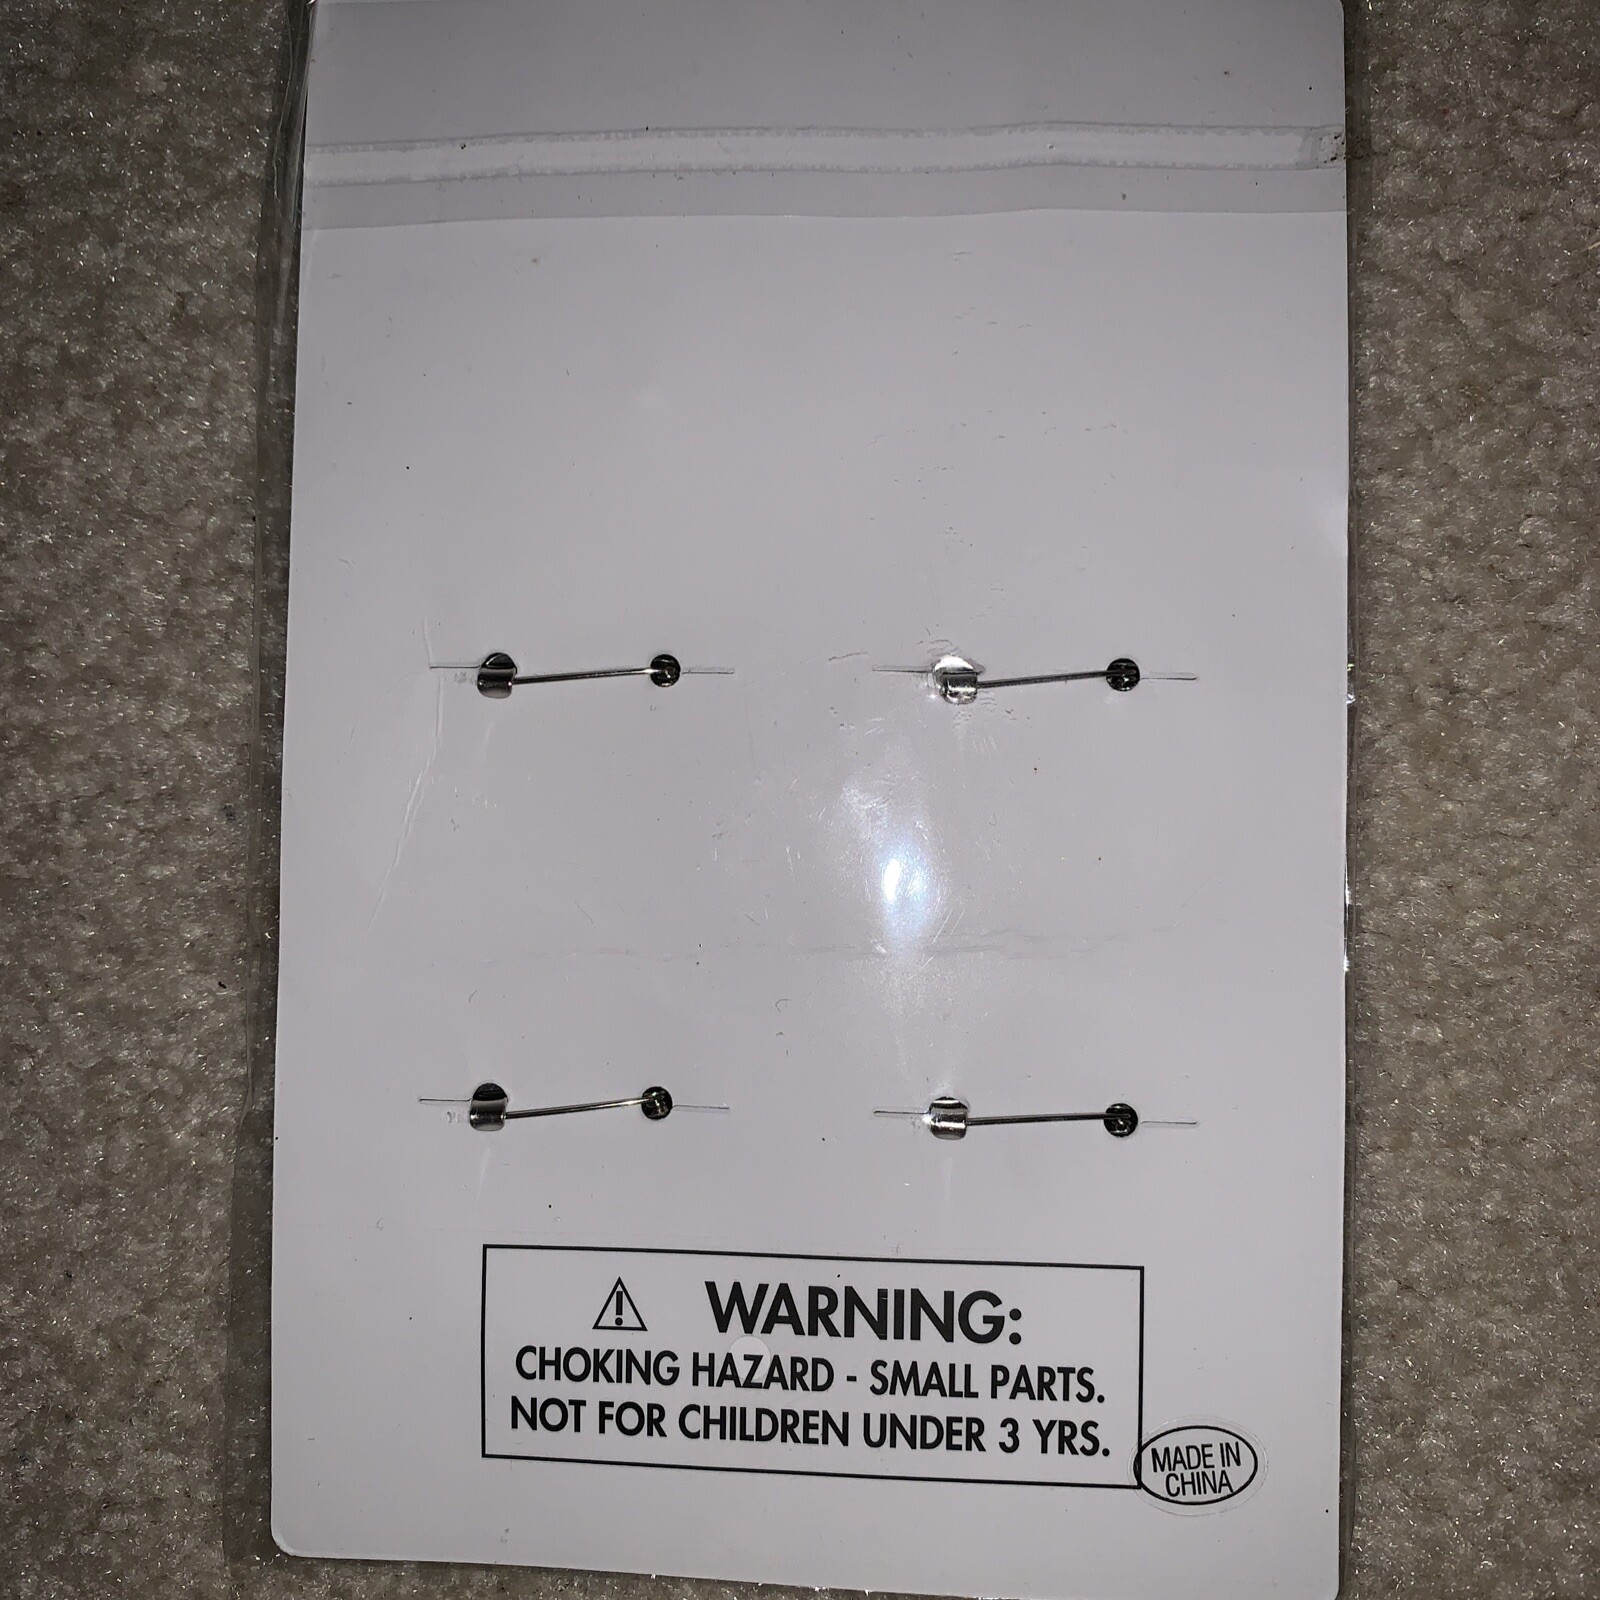 WARNING:
CHOKING HAZARD - SMALL PARTS.
NOT FOR CHILDREN UNDER 3 YRS.
MADE IN
CHINA